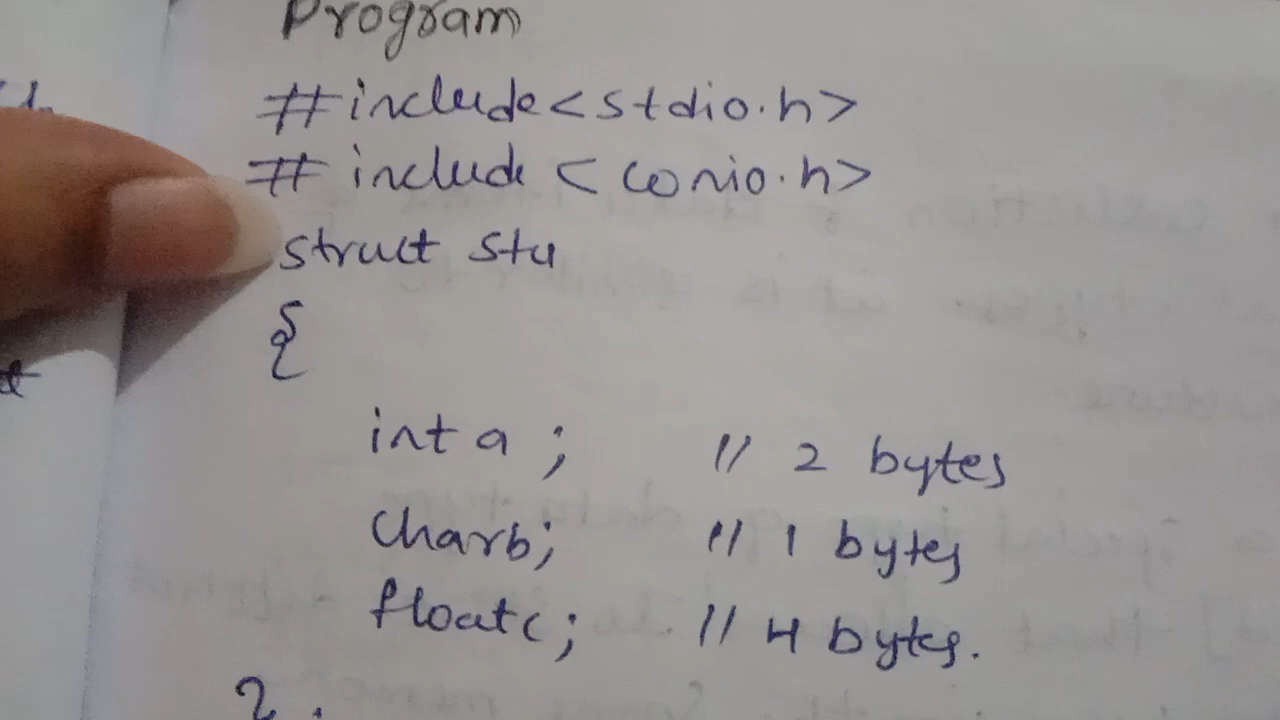 Program
#include<stdio.h>
# include <conio.h>
struct stu
{
int a ; // 2 bytes
charb; // 1 bytes
floatc; // 4 bytes.
};